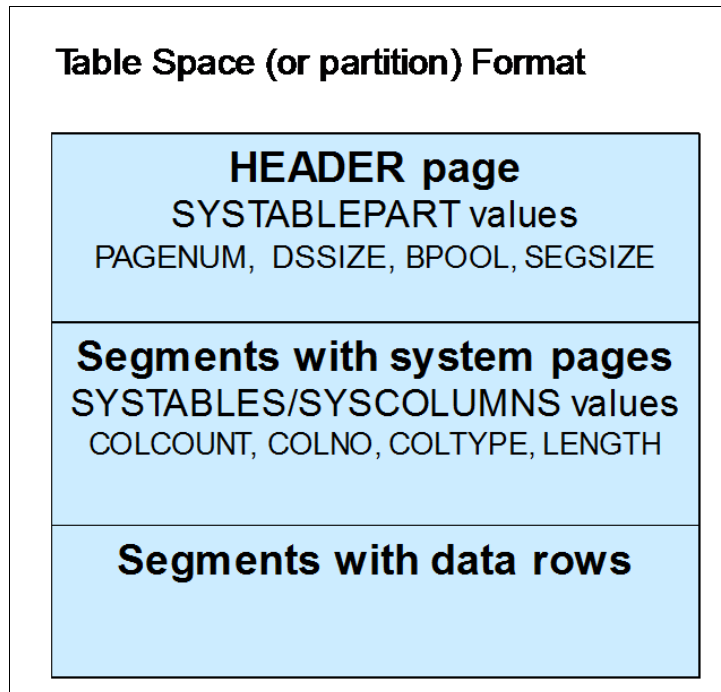 Table Space (or partition) Format
HEADER page
SYSTABLEPART values
PAGENUM, DSSIZE, BPOOL, SEGSIZE
Segments with system pages
SYSTABLES/SYSCOLUMNS values
COLCOUNT, COLNO, COLTYPE, LENGTH
Segments with data rows